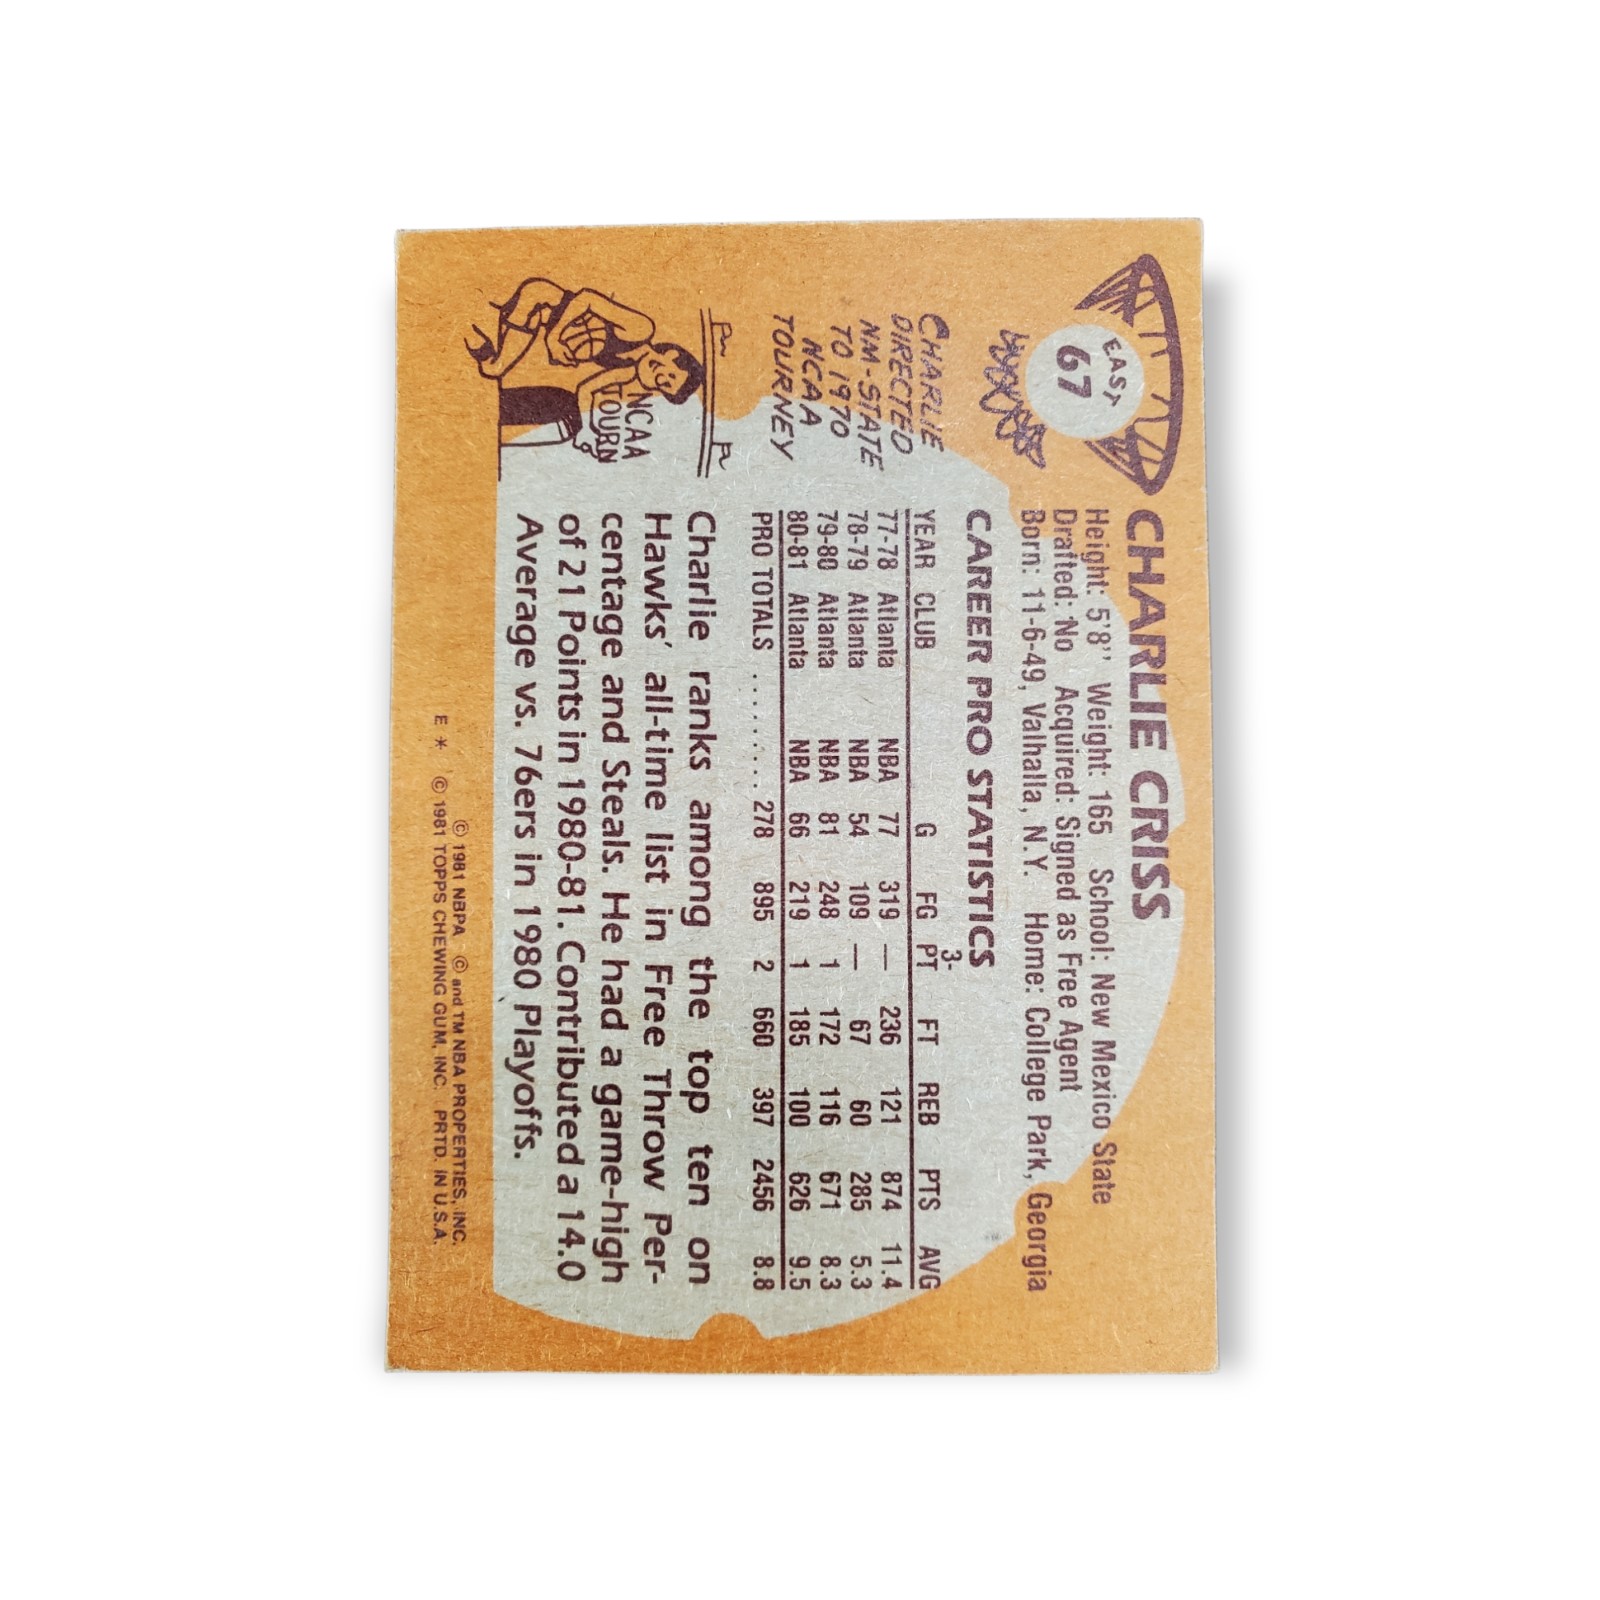 EAST
67
CHARLIE CRISS
Height: 5'8'' Weight: 165 School: New Mexico State
Drafted: No Acquired: Signed as Free Agent
Born: 11-6-49, Valhalla, N.Y. Home: College Park, Georgia
CAREER PRO STATISTICS
YEAR CLUB G FG 3-PT FT REB PTS AVG
77-78 Atlanta NBA 77 319 — 236 121 874 11.4
78-79 Atlanta NBA 54 109 — 67 60 285 5.3
79-80 Atlanta NBA 81 248 1 172 116 671 8.3
80-81 Atlanta NBA 66 219 1 185 100 626 9.5
PRO TOTALS ......... 278 895 2 660 397 2456 8.8
Charlie ranks among the top ten on
Hawks' all-time list in Free Throw Per-
centage and Steals. He had a game-high
of 21 Points in 1980-81. Contributed a 14.0
Average vs. 76ers in 1980 Playoffs.
CHARLIE
DIRECTED
NM-STATE
TO 1970
NCAA
TOURNEY
NCAA
TOURN
© 1981 NBPA © and TM NBA PROPERTIES, INC.
E * © 1981 TOPPS CHEWING GUM, INC. PRTD. IN U.S.A.